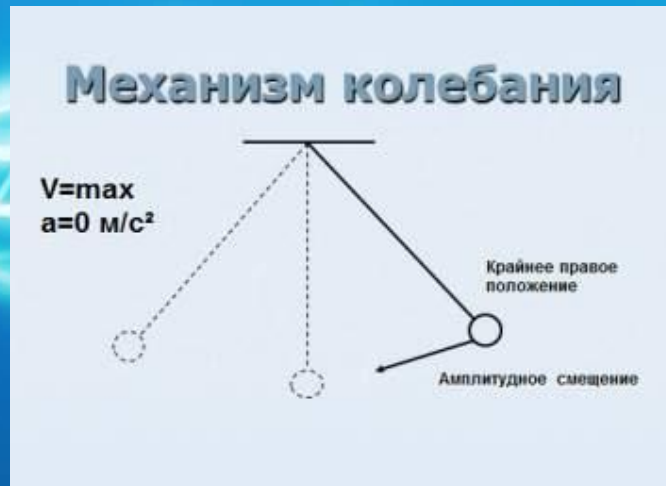 Механизм колебания
V=max
a=0 м/с²
Крайнее правое
положение
Амплитудное смещение